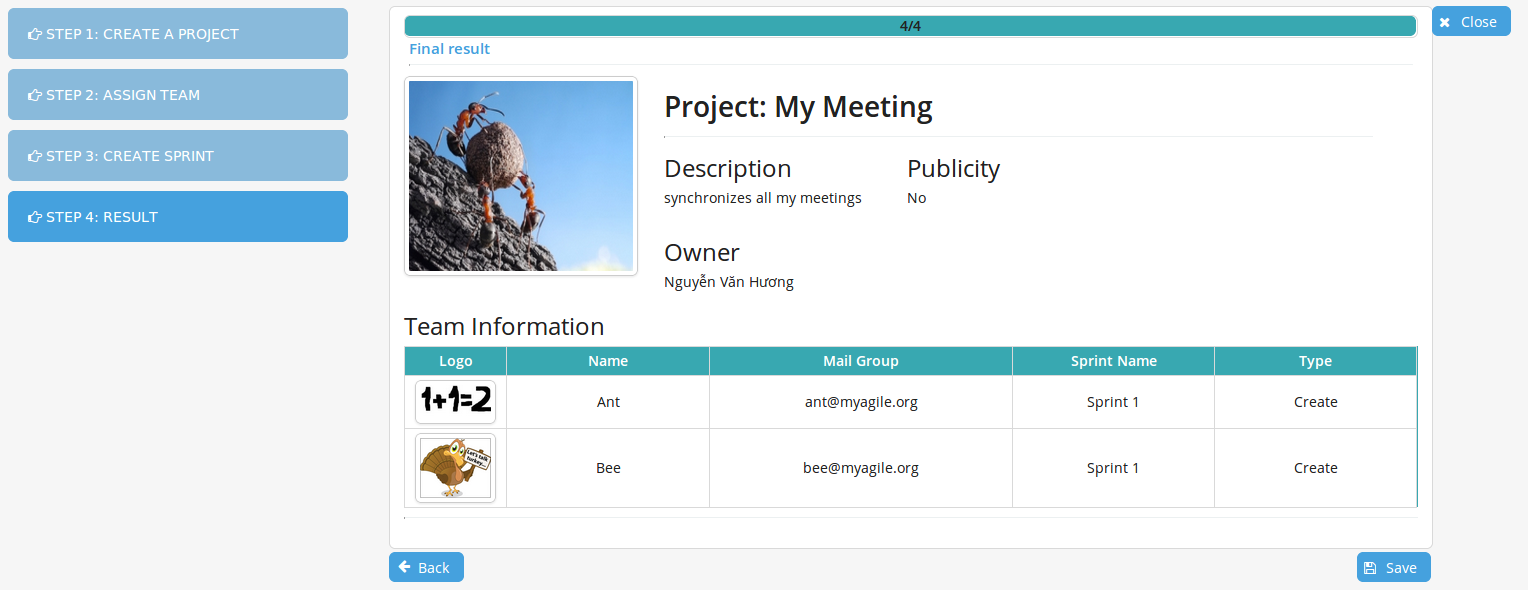 STEP 1: CREATE A PROJECT
STEP 2: ASSIGN TEAM
STEP 3: CREATE SPRINT
STEP 4: RESULT
4/4
Close
Final result
Project: My Meeting
Description Publicity
synchronizes all my meetings No
Owner
Nguyễn Văn Hương
Team Information
Logo Name Mail Group Sprint Name Type
1+1=2 Ant ant@myagile.org Sprint 1 Create
Let's talk
turkey...
Bee bee@myagile.org Sprint 1 Create
Back Save